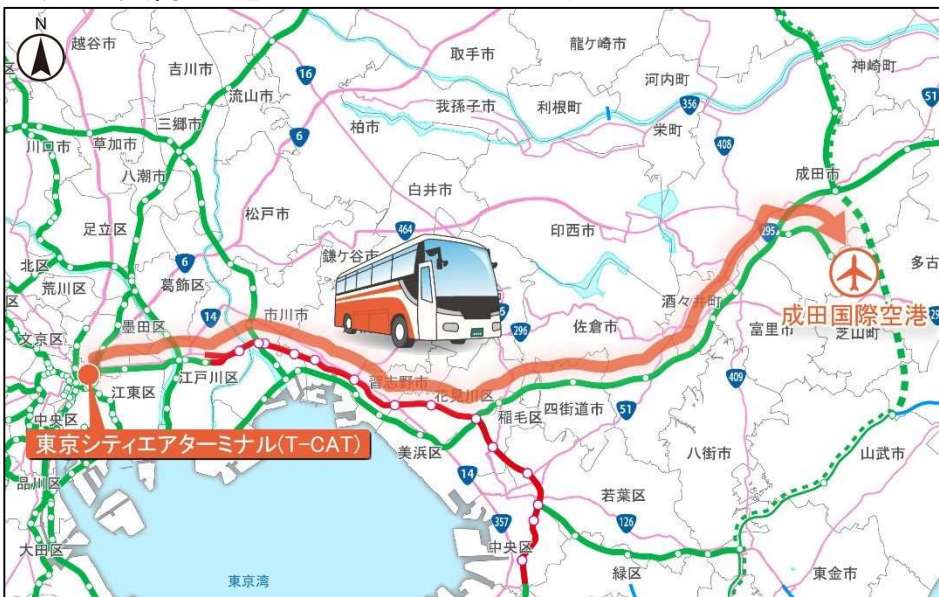 N
越谷市
取手市
龍ケ崎市
神崎町
吉川市
16
河内町
51
流山市
我孫子市
利根町
356
三郷市
6
柏市
栄町
川口市
草加市
408
八潮市
成田市
白井市
足立区
松戸市
464
印西市
295
北区
6
鎌ケ谷市
荒川区
葛飾区
多古
酒々井町
成田国際空港
14
市川市
296
墨田区
佐倉市
富里市
芝山町
文京区
江戸川区
習志野市
江東区
花見川区
409
中央区
稲毛区
四街道市
51
東京シティエアターミナル(T-CAT)
美浜区
八街市
山武市
14
品川区
若葉区
357
126
大田区
中央区
東京湾
緑区
東金市